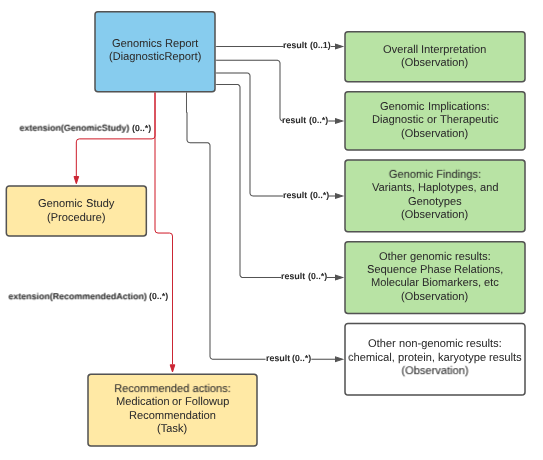 Genomics Report
(DiagnosticReport)
result (0..1)
Overall Interpretation
(Observation)
Genomic Implications:
Diagnostic or Therapeutic
(Observation)
result (0..*)
extension(GenomicStudy) (0..*)
Genomic Findings:
Variants, Haplotypes, and
Genotypes
(Observation)
result (0..*)
Genomic Study
(Procedure)
Other genomic results:
Sequence Phase Relations,
Molecular Biomarkers, etc
(Observation)
result (0..*)
extension(RecommendedAction) (0..*)
Other non-genomic results:
chemical, protein, karyotype results
(Observation)
result (0..*)
Recommended actions:
Medication or Followup
Recommendation
(Task)